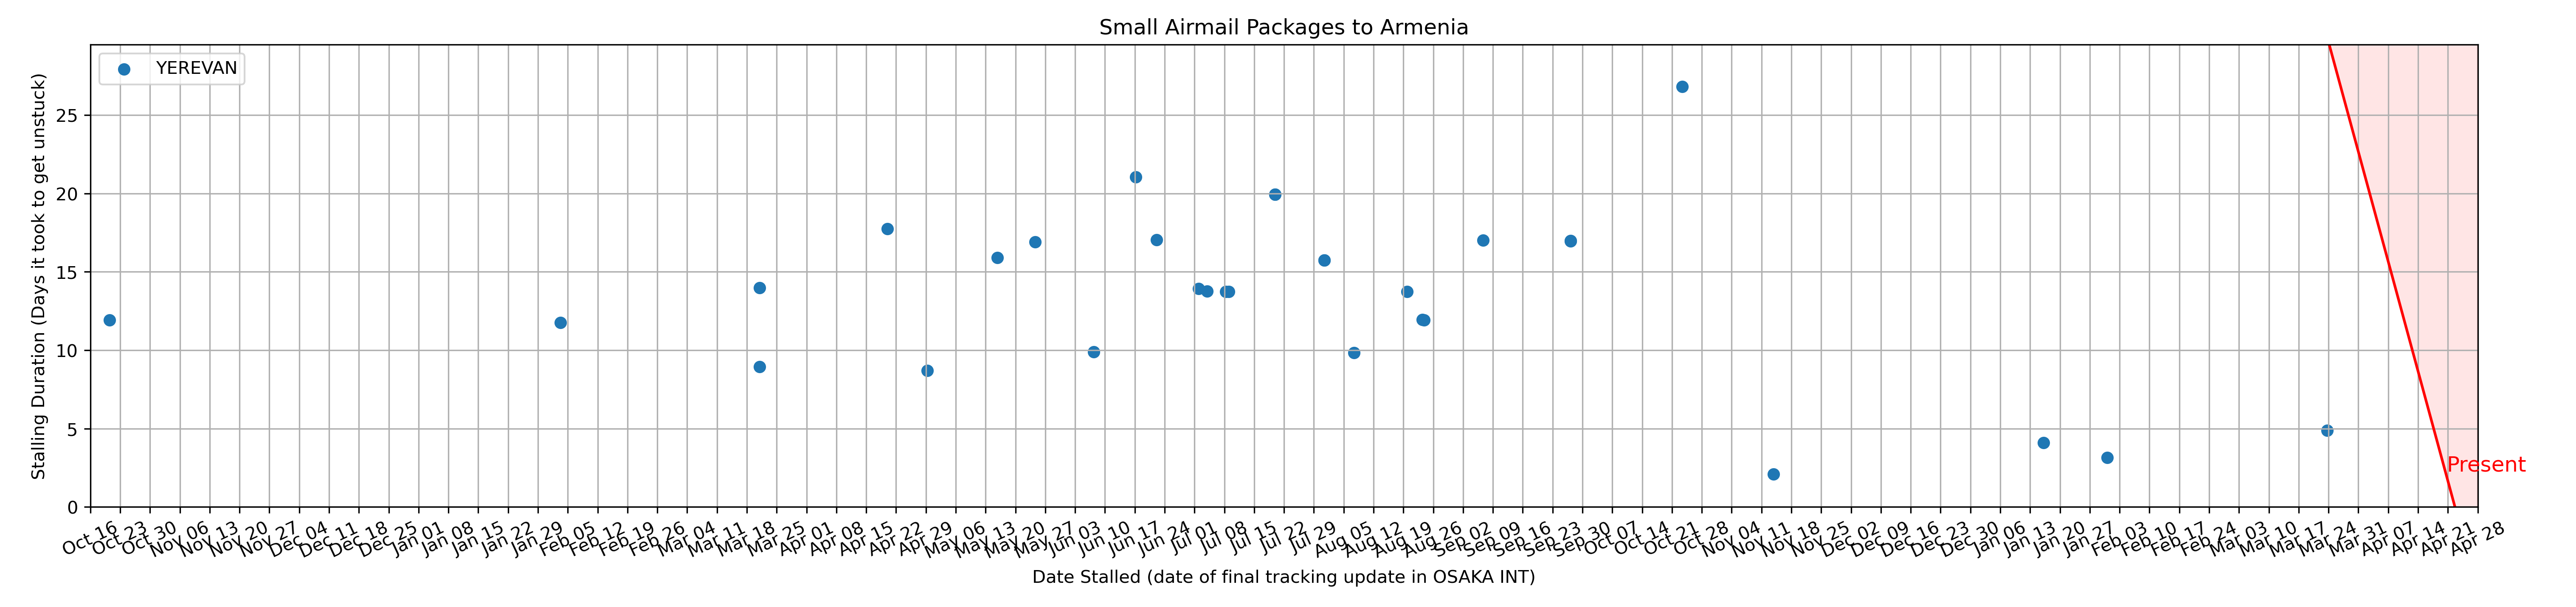 Small Airmail Packages to Armenia
YEREVAN
Stalling Duration (Days it took to get unstuck)
25
20
15
10
5
0
Present
Oct 16
Oct 23
Oct 30
Nov 06
Nov 13
Nov 20
Nov 27
Dec 04
Dec 11
Dec 18
Dec 25
Jan 01
Jan 08
Jan 15
Jan 22
Jan 29
Feb 05
Feb 12
Feb 19
Feb 26
Mar 04
Mar 11
Mar 18
Mar 25
Apr 01
Apr 08
Apr 15
Apr 22
Apr 29
May 06
May 13
May 20
May 27
Jun 03
Jun 10
Jun 17
Jun 24
Jul 01
Jul 08
Jul 15
Jul 22
Jul 29
Aug 05
Aug 12
Aug 19
Aug 26
Sep 02
Sep 09
Sep 16
Sep 23
Sep 30
Oct 07
Oct 14
Oct 21
Oct 28
Nov 04
Nov 11
Nov 18
Nov 25
Dec 02
Dec 09
Dec 16
Dec 23
Dec 30
Jan 06
Jan 13
Jan 20
Jan 27
Feb 03
Feb 10
Feb 17
Feb 24
Mar 03
Mar 10
Mar 17
Mar 24
Mar 31
Apr 07
Apr 14
Apr 21
Apr 28
Date Stalled (date of final tracking update in OSAKA INT)